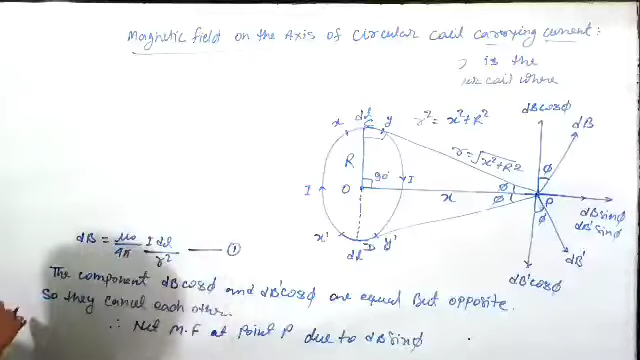 Magnetic field on the Axis of Circular coil carrying current :
is the
coil where
dl
x C y
r² = x² + R²
r = √x²+R²
R
90°
O
I
I
x
ϕ
ϕ
P
dBcosϕ
dB
ϕ
dBsinϕ
dB'sinϕ
ϕ
dB'
dB'cosϕ
x' D y'
dl
dB = μ₀/4π I dl/r² —— ①
The component dBcosϕ and dB'cosϕ are equal But opposite.
So they cancel each other.
∴ Net M.F at point P due to dBsinϕ